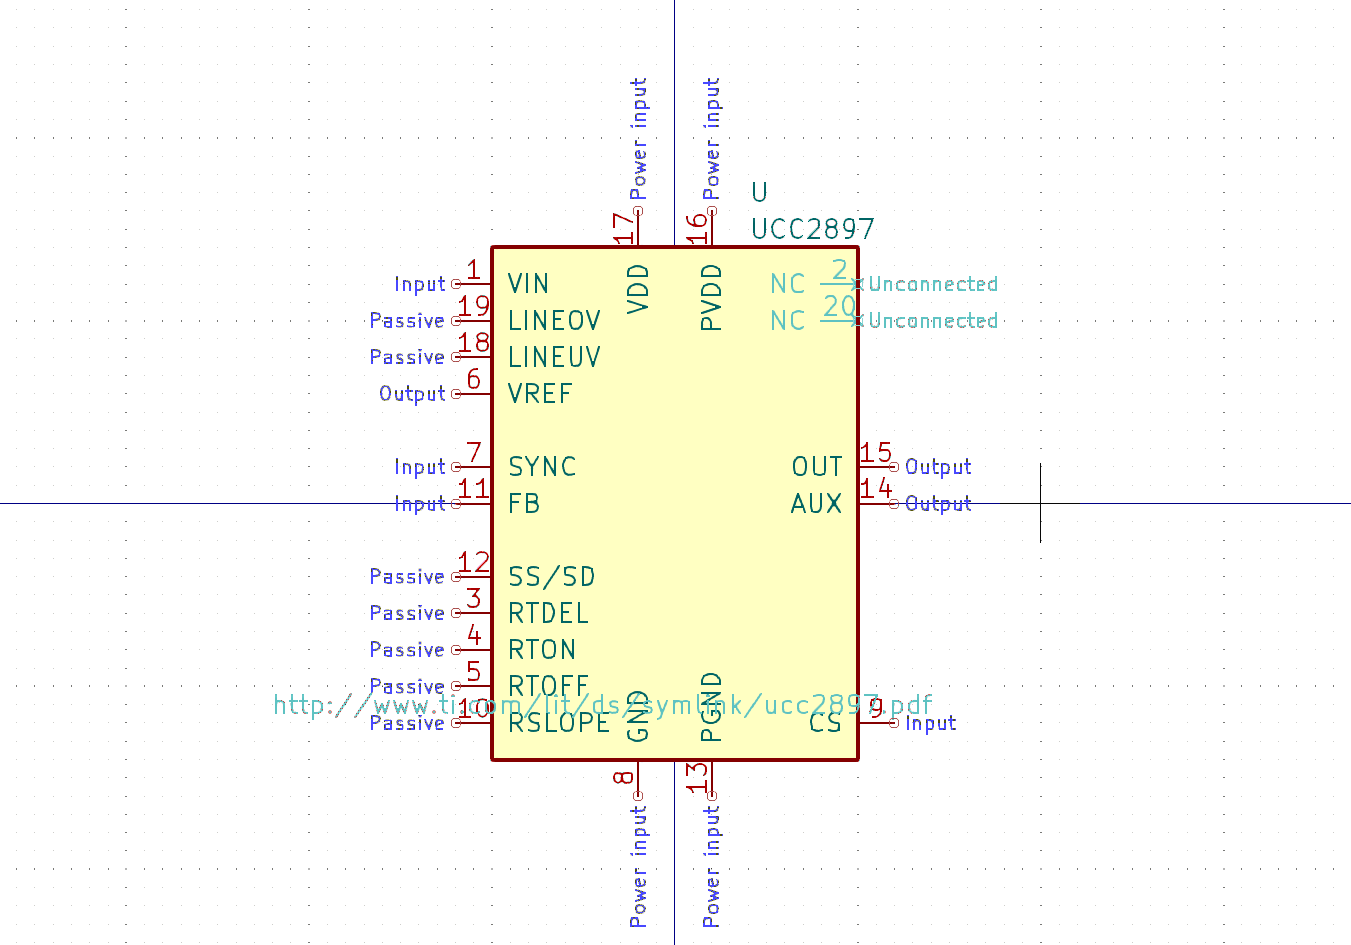 Power input
Power input
U
UCC2897
17
16
VDD
PVDD
Input 1 VIN
NC 2 Unconnected
Passive 19 LINEOV
NC 20 Unconnected
Passive 18 LINEUV
Output 6 VREF
Input 7 SYNC
OUT 15 Output
Input 11 FB
AUX 14 Output
Passive 12 SS/SD
Passive 3 RTDEL
Passive 4 RTON
Passive 5 RTOFF
http://www.ti.com/lit/ds/symlink/ucc2897.pdf
Passive 10 RSLOPE
GND
PGND
CS 9 Input
8
13
Power input
Power input